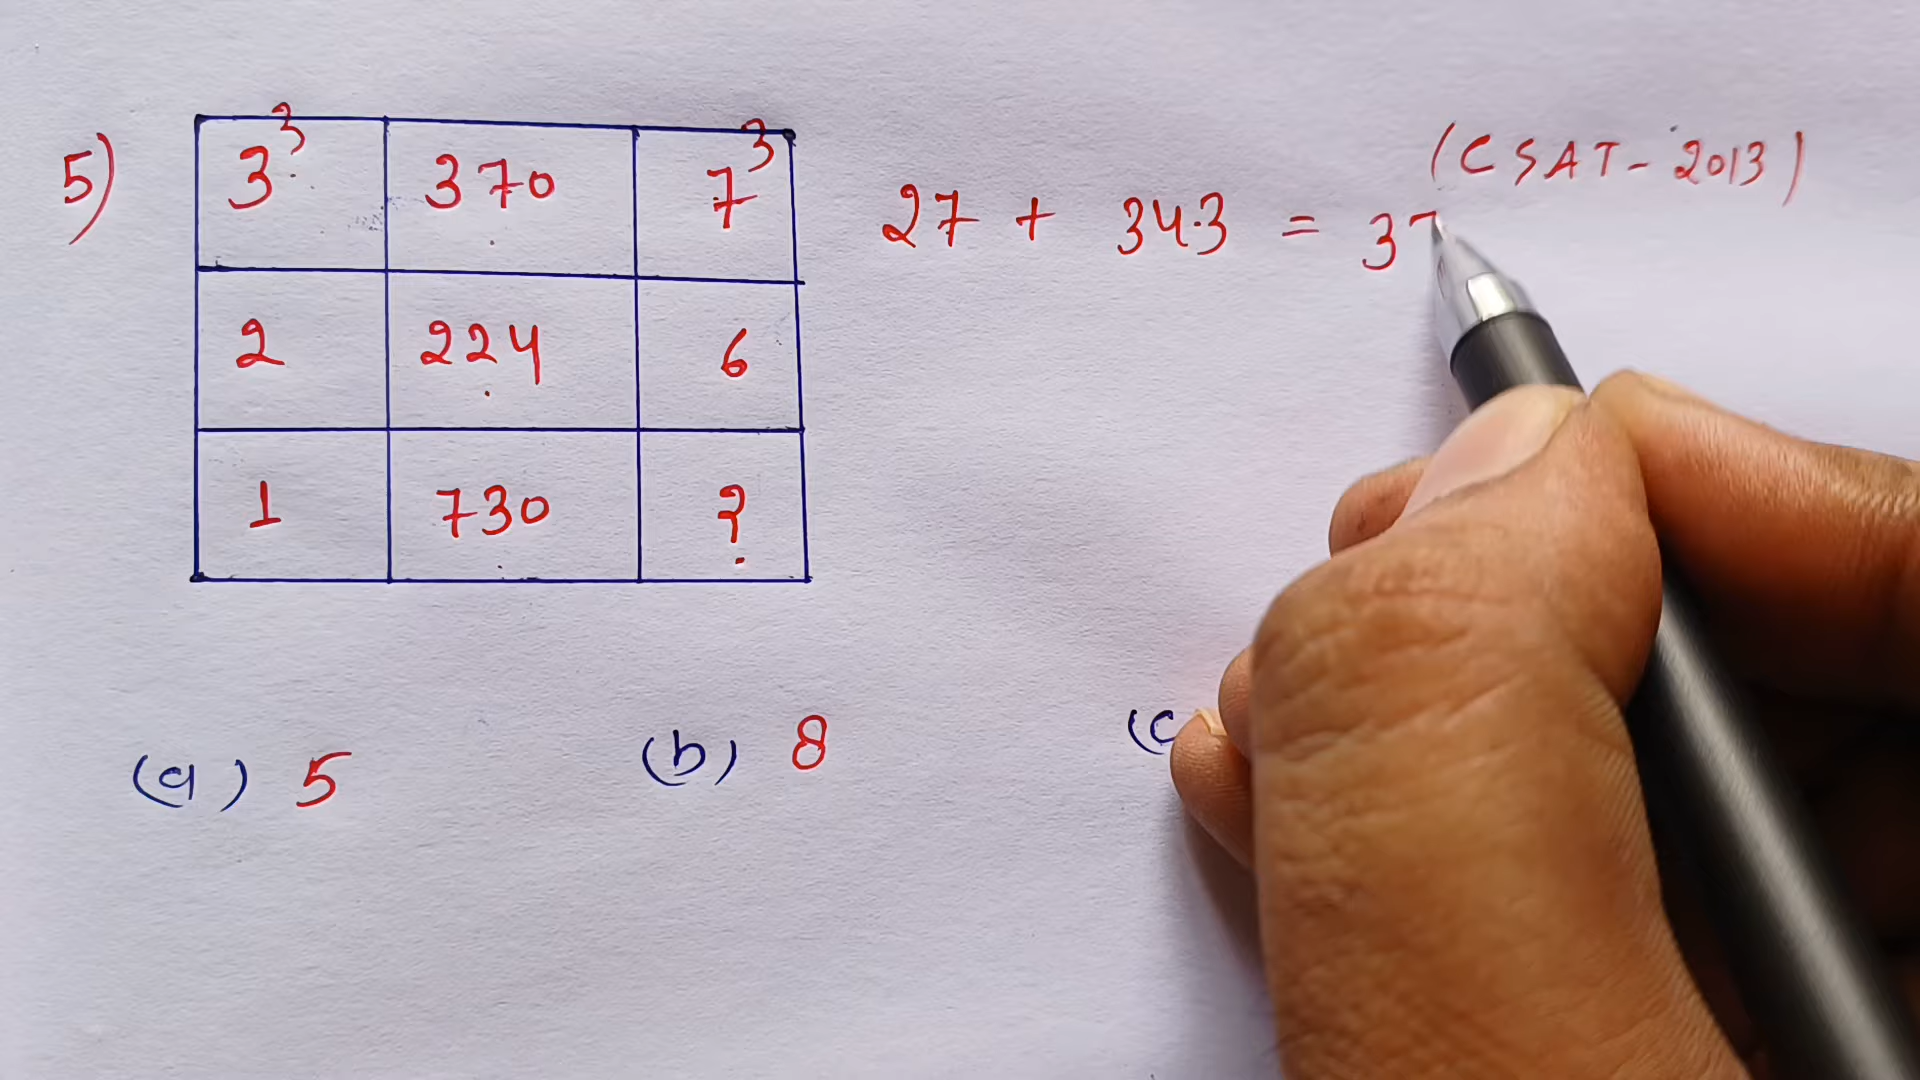 (CSAT - 2013)
5) 3³ 370 7³ 27 + 343 = 37
2 224 6
1 730 ?
(a) 5 (b) 8 (c